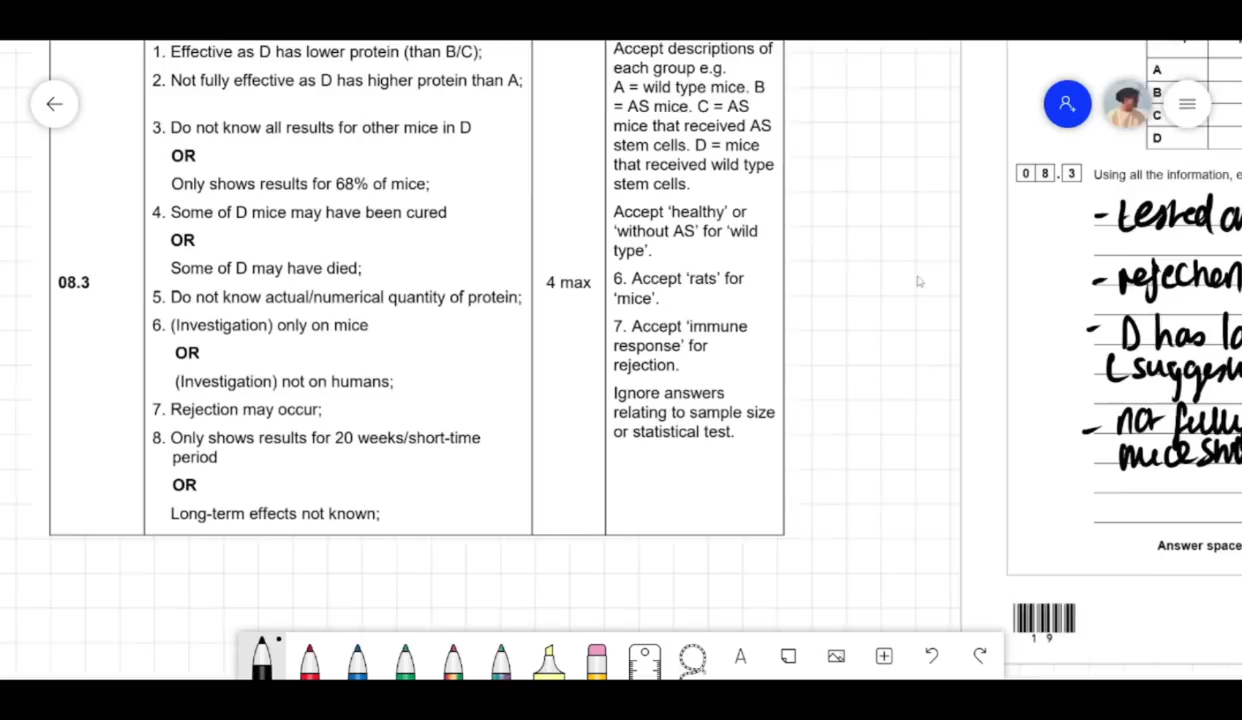 1. Effective as D has lower protein (than B/C);
2. Not fully effective as D has higher protein than A;
3. Do not know all results for other mice in D
OR
Only shows results for 68% of mice;
4. Some of D mice may have been cured
OR
Some of D may have died;
08.3
5. Do not know actual/numerical quantity of protein;
6. (Investigation) only on mice
OR
(Investigation) not on humans;
7. Rejection may occur;
8. Only shows results for 20 weeks/short-time
period
OR
Long-term effects not known;
4 max
Accept descriptions of
each group e.g.
A = wild type mice. B
= AS mice. C = AS
mice that received AS
stem cells. D = mice
that received wild type
stem cells.
Accept ‘healthy’ or
‘without AS’ for ‘wild
type’.
6. Accept ‘rats’ for
‘mice’.
7. Accept ‘immune
response’ for
rejection.
Ignore answers
relating to sample size
or statistical test.
A
B
C
D
0 8 . 3 Using all the information,
- tested
-
- D has
-
mice
Answer space
1 9
A